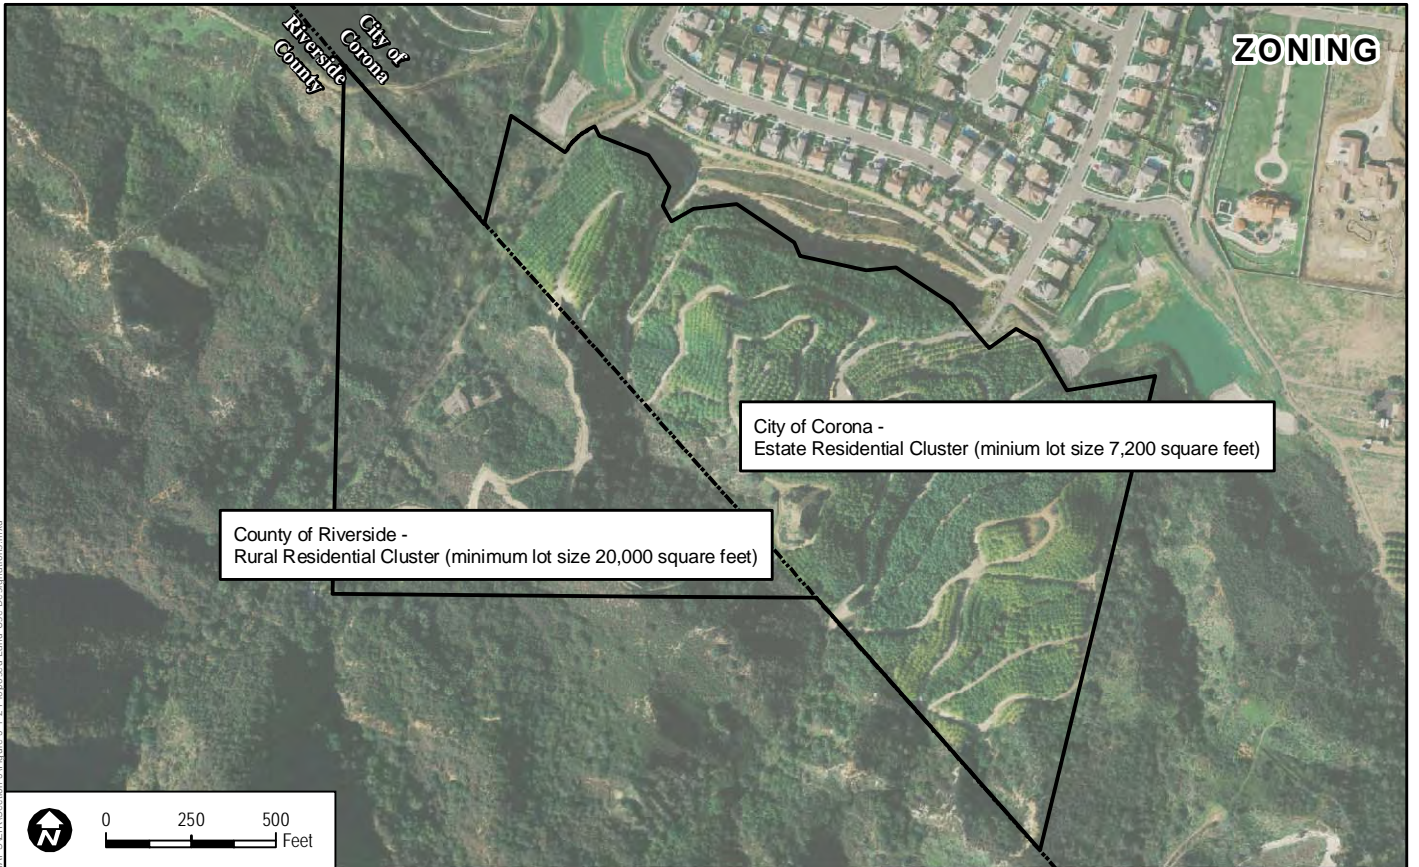 ZONING
City of
Corona
Riverside
County
City of Corona -
Estate Residential Cluster (minium lot size 7,200 square feet)
County of Riverside -
Rural Residential Cluster (minimum lot size 20,000 square feet)
N
0 250 500
Feet